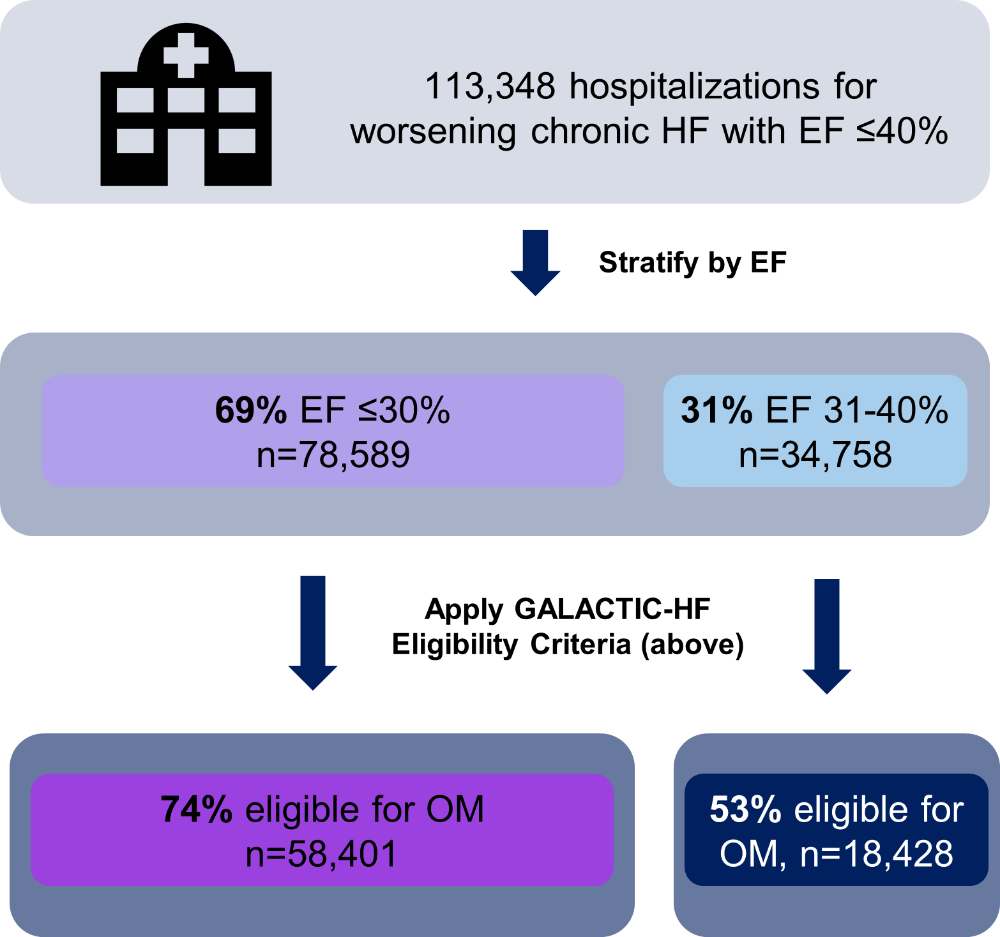 113,348 hospitalizations for
worsening chronic HF with EF ≤40%
Stratify by EF
69% EF ≤30%
n=78,589
31% EF 31-40%
n=34,758
Apply GALACTIC-HF
Eligibility Criteria (above)
74% eligible for OM
n=58,401
53% eligible for
OM, n=18,428